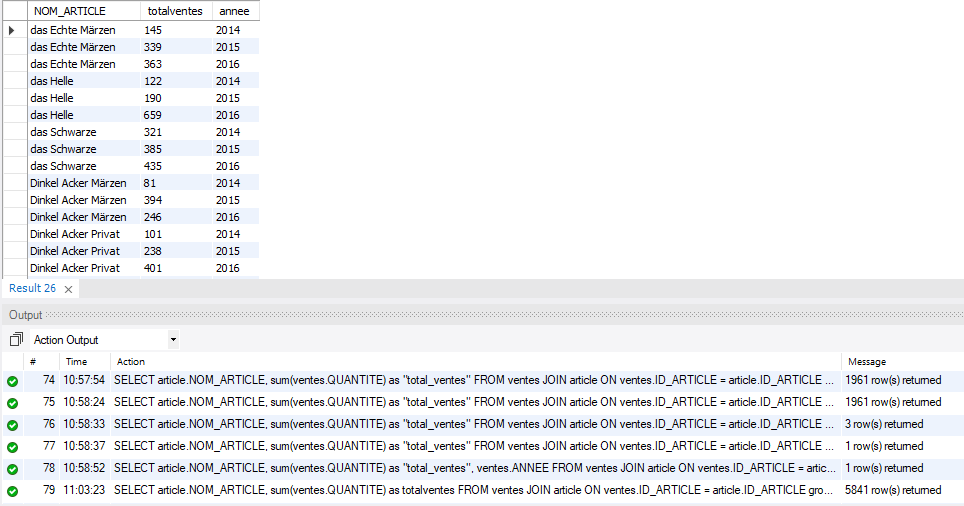 NOM_ARTICLE totalventes annee
das Echte Märzen 145 2014
das Echte Märzen 339 2015
das Echte Märzen 363 2016
das Helle 122 2014
das Helle 190 2015
das Helle 659 2016
das Schwarze 321 2014
das Schwarze 385 2015
das Schwarze 435 2016
Dinkel Acker Märzen 81 2014
Dinkel Acker Märzen 394 2015
Dinkel Acker Märzen 246 2016
Dinkel Acker Privat 101 2014
Dinkel Acker Privat 238 2015
Dinkel Acker Privat 401 2016
Result 26
Output
Action Output
# Time Action Message
74 10:57:54 SELECT article.NOM_ARTICLE, sum(ventes.QUANTITE) as "total_ventes" FROM ventes JOIN article ON ventes.ID_ARTICLE = article.ID_ARTICLE ... 1961 row(s) returned
75 10:58:24 SELECT article.NOM_ARTICLE, sum(ventes.QUANTITE) as "total_ventes" FROM ventes JOIN article ON ventes.ID_ARTICLE = article.ID_ARTICLE ... 1961 row(s) returned
76 10:58:33 SELECT article.NOM_ARTICLE, sum(ventes.QUANTITE) as "total_ventes" FROM ventes JOIN article ON ventes.ID_ARTICLE = article.ID_ARTICLE ... 3 row(s) returned
77 10:58:37 SELECT article.NOM_ARTICLE, sum(ventes.QUANTITE) as "total_ventes" FROM ventes JOIN article ON ventes.ID_ARTICLE = article.ID_ARTICLE ... 1 row(s) returned
78 10:58:52 SELECT article.NOM_ARTICLE, sum(ventes.QUANTITE) as "total_ventes", ventes.ANNEE FROM ventes JOIN article ON ventes.ID_ARTICLE = artic... 1 row(s) returned
79 11:03:23 SELECT article.NOM_ARTICLE, sum(ventes.QUANTITE) as totalventes FROM ventes JOIN article ON ventes.ID_ARTICLE = article.ID_ARTICLE gro... 5841 row(s) returned